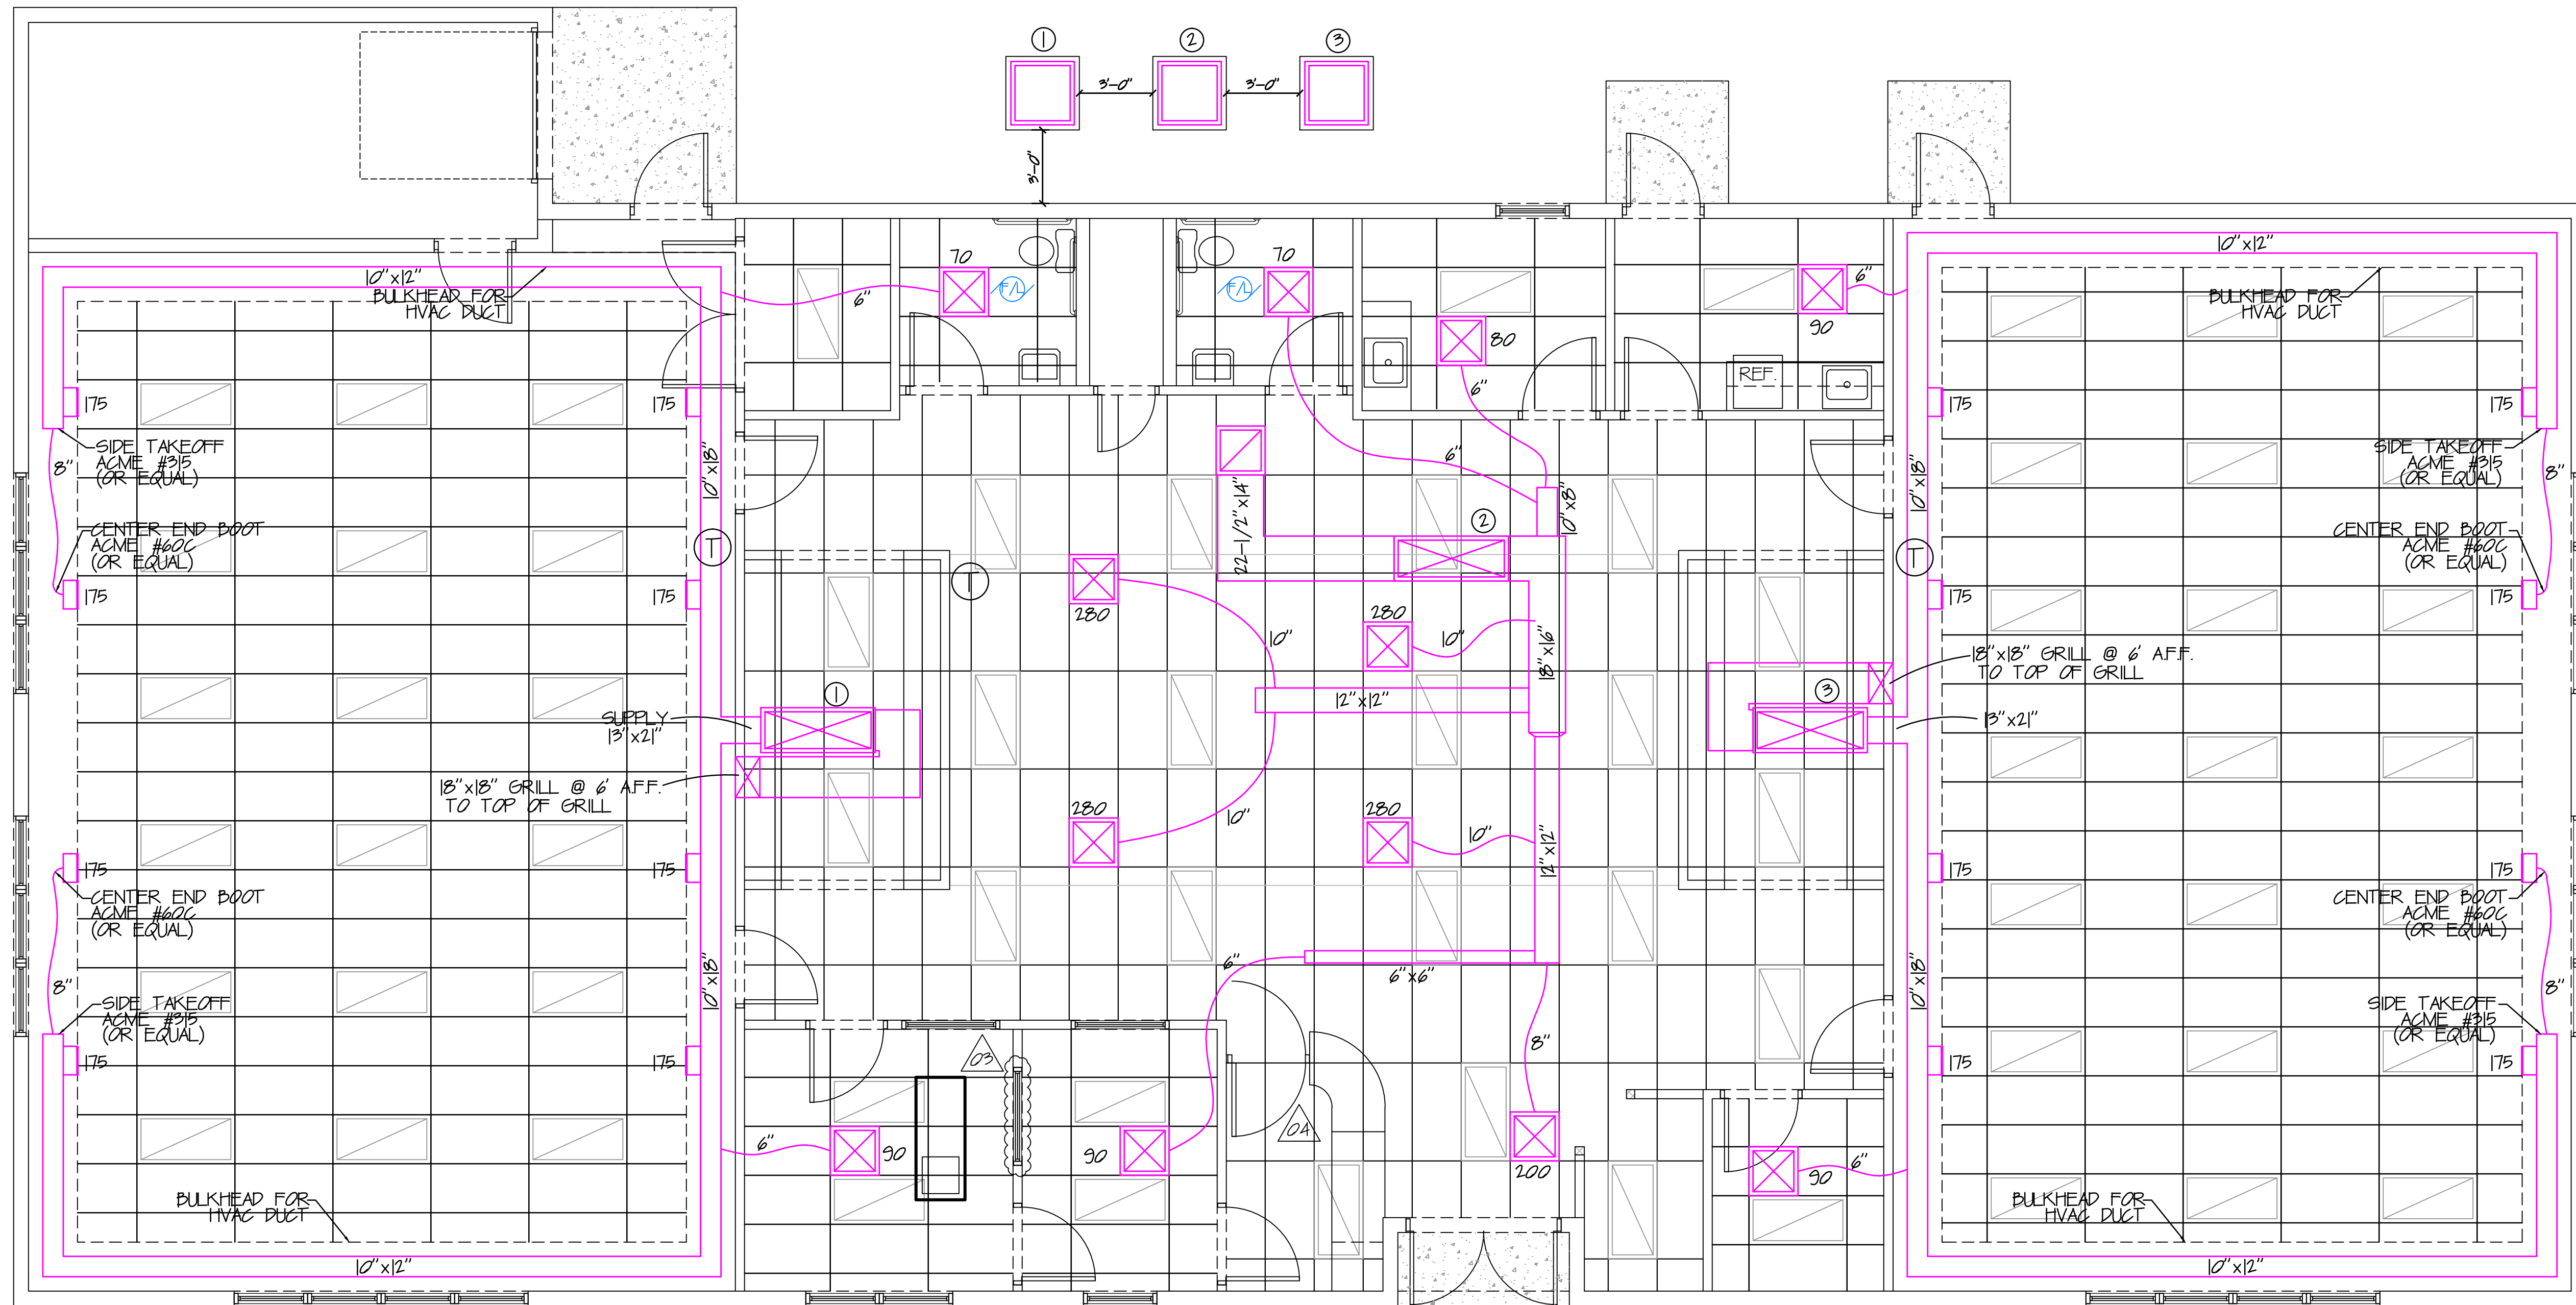 1
2
3
3'-0"
3'-0"
3'-0"
10"x12"
BULKHEAD FOR
HVAC DUCT
6"
70
F/L
F/L
70
80
6"
6"
90
REF.
10"x12"
BULKHEAD FOR
HVAC DUCT
175
175
175
175
SIDE TAKEOFF
ACME #315
(OR EQUAL)
8"
CENTER END BOOT
ACME #60C
(OR EQUAL)
10"x18"
T
T
175
175
22-1/2"x14"
6"
2
10"x8"
280
10"
280
10"
18"x16"
12"x12"
10"x18"
T
SIDE TAKEOFF
ACME #315
(OR EQUAL)
8"
CENTER END BOOT
ACME #60C
(OR EQUAL)
175
175
SUPPLY
13"x21"
1
18"x18" GRILL @ 6' A.F.F.
TO TOP OF GRILL
3
18"x18" GRILL @ 6' A.F.F.
TO TOP OF GRILL
13"x21"
280
10"
280
10"
12"x12"
175
175
CENTER END BOOT
ACME #60C
(OR EQUAL)
8"
SIDE TAKEOFF
ACME #315
(OR EQUAL)
10"x18"
175
175
6"
6"x6"
8"
10"x18"
175
175
CENTER END BOOT
ACME #60C
(OR EQUAL)
8"
SIDE TAKEOFF
ACME #315
(OR EQUAL)
175
175
03
04
6"
90
90
200
90
6"
BULKHEAD FOR
HVAC DUCT
10"x12"
BULKHEAD FOR
HVAC DUCT
10"x12"